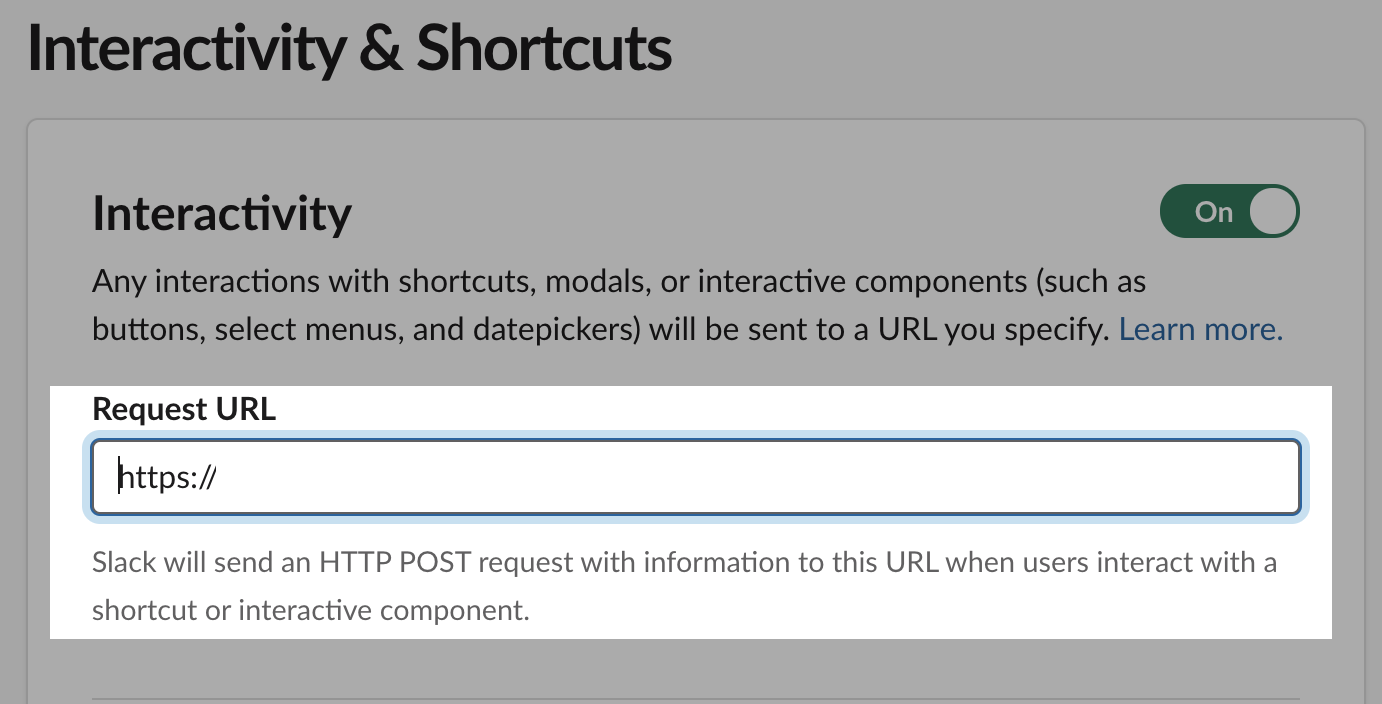 Interactivity & Shortcuts
Interactivity
On
Any interactions with shortcuts, modals, or interactive components (such as
buttons, select menus, and datepickers) will be sent to a URL you specify. Learn more.
Request URL
https://
Slack will send an HTTP POST request with information to this URL when users interact with a
shortcut or interactive component.